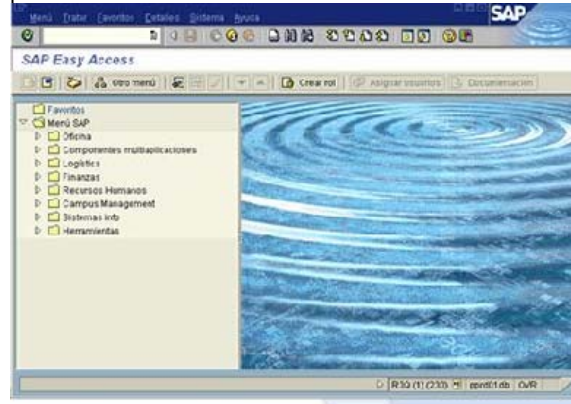 Menú Tratar Favoritos Detalles Sistema Ayuda
SAP
SAP Easy Access
Otro menú Crear rol Asignar usuarios Documentación
Favoritos
Menú SAP
Oficina
Componentes multiaplicaciones
Logística
Finanzas
Recursos Humanos
Campus Management
Sistemas info
Herramientas
OVR